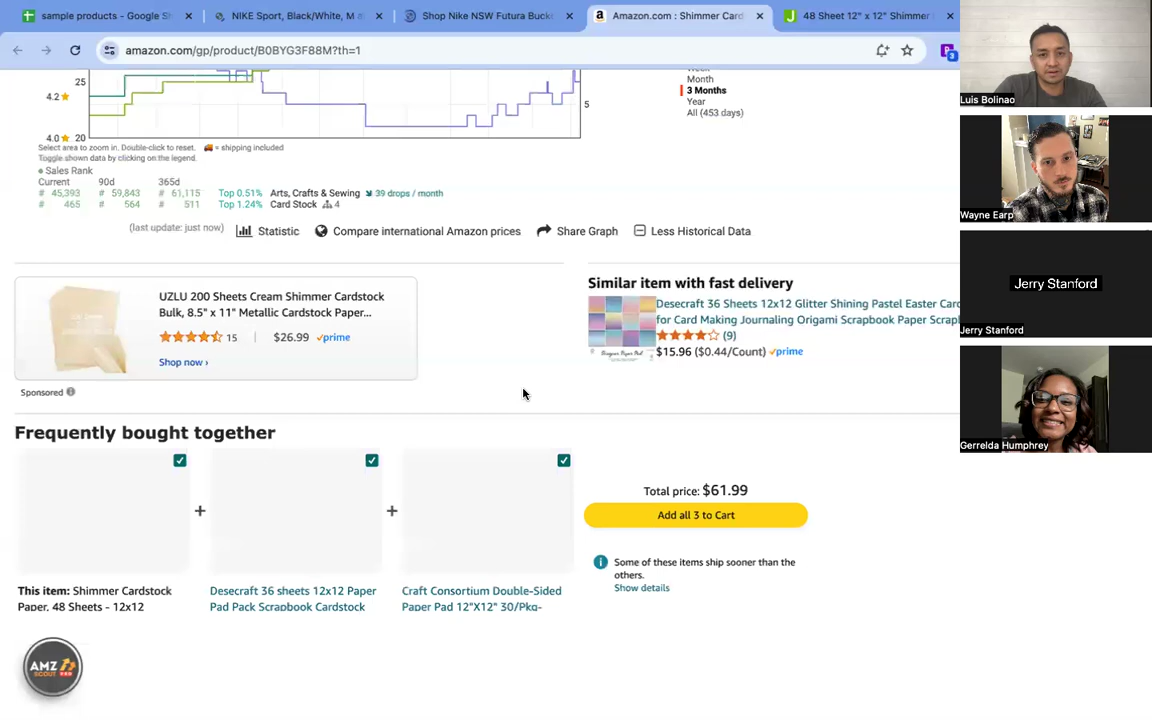 sample products - Google Sh
NIKE Sport, Black/White, M
Shop Nike NSW Futura Buck
Amazon.com : Shimmer Card
48 Sheet 12" x 12" Shimmer
amazon.com/gp/product/B0BYG3F88M?th=1
3
25
4.2
5
4.0
20
Month
3 Months
Year
All (453 days)
Select area to zoom in. Double-click to reset.
= shipping included
Toggle shown data by clicking on the legend.
Sales Rank
Current 90d 365d
# 45,393 # 59,843 # 61,115 Top 0.51% Arts, Crafts & Sewing 39 drops / month
# 465 # 564 # 511 Top 1.24% Card Stock 4
(last update: just now) Statistic Compare international Amazon prices Share Graph Less Historical Data
UZLU 200 Sheets Cream Shimmer Cardstock
Bulk, 8.5" x 11" Metallic Cardstock Paper...
15 | $26.99 prime
Shop now ›
Sponsored
Similar item with fast delivery
Desecraft 36 Sheets 12x12 Glitter Shining Pastel Easter Card
for Card Making Journaling Origami Scrapbook Paper Scrap
(9)
$15.96 ($0.44/Count) prime
Frequently bought together
+
+
Total price: $61.99
Add all 3 to Cart
Some of these items ship sooner than the
others.
Show details
This item: Shimmer Cardstock
Paper, 48 Sheets - 12x12
Desecraft 36 sheets 12x12 Paper
Pad Pack Scrapbook Cardstock
Craft Consortium Double-Sided
Paper Pad 12"X12" 30/Pkg-
AMZ
SCOUT PRO
Luis Bolinao
Wayne Earp
Jerry Stanford
Jerry Stanford
Gerrelda Humphrey